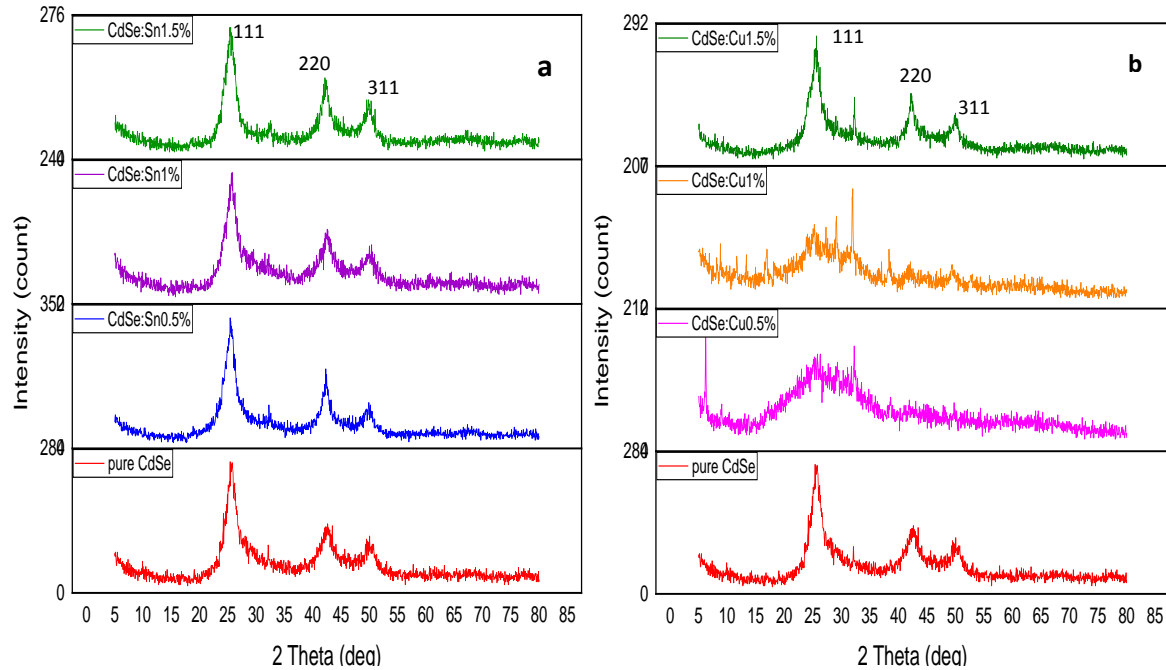 276
CdSe:Sn1.5%
111
220
311
a
240
CdSe:Sn1%
350
CdSe:Sn0.5%
280
pure CdSe
0
0 5 10 15 20 25 30 35 40 45 50 55 60 65 70 75 80 85
2 Theta (deg)
Intensity (count)
292
CdSe:Cu1.5%
111
220
311
b
CdSe:Cu1%
CdSe:Cu0.5%
pure CdSe
0
0 5 10 15 20 25 30 35 40 45 50 55 60 65 70 75 80 85
2 Theta (deg)
Intensity (count)